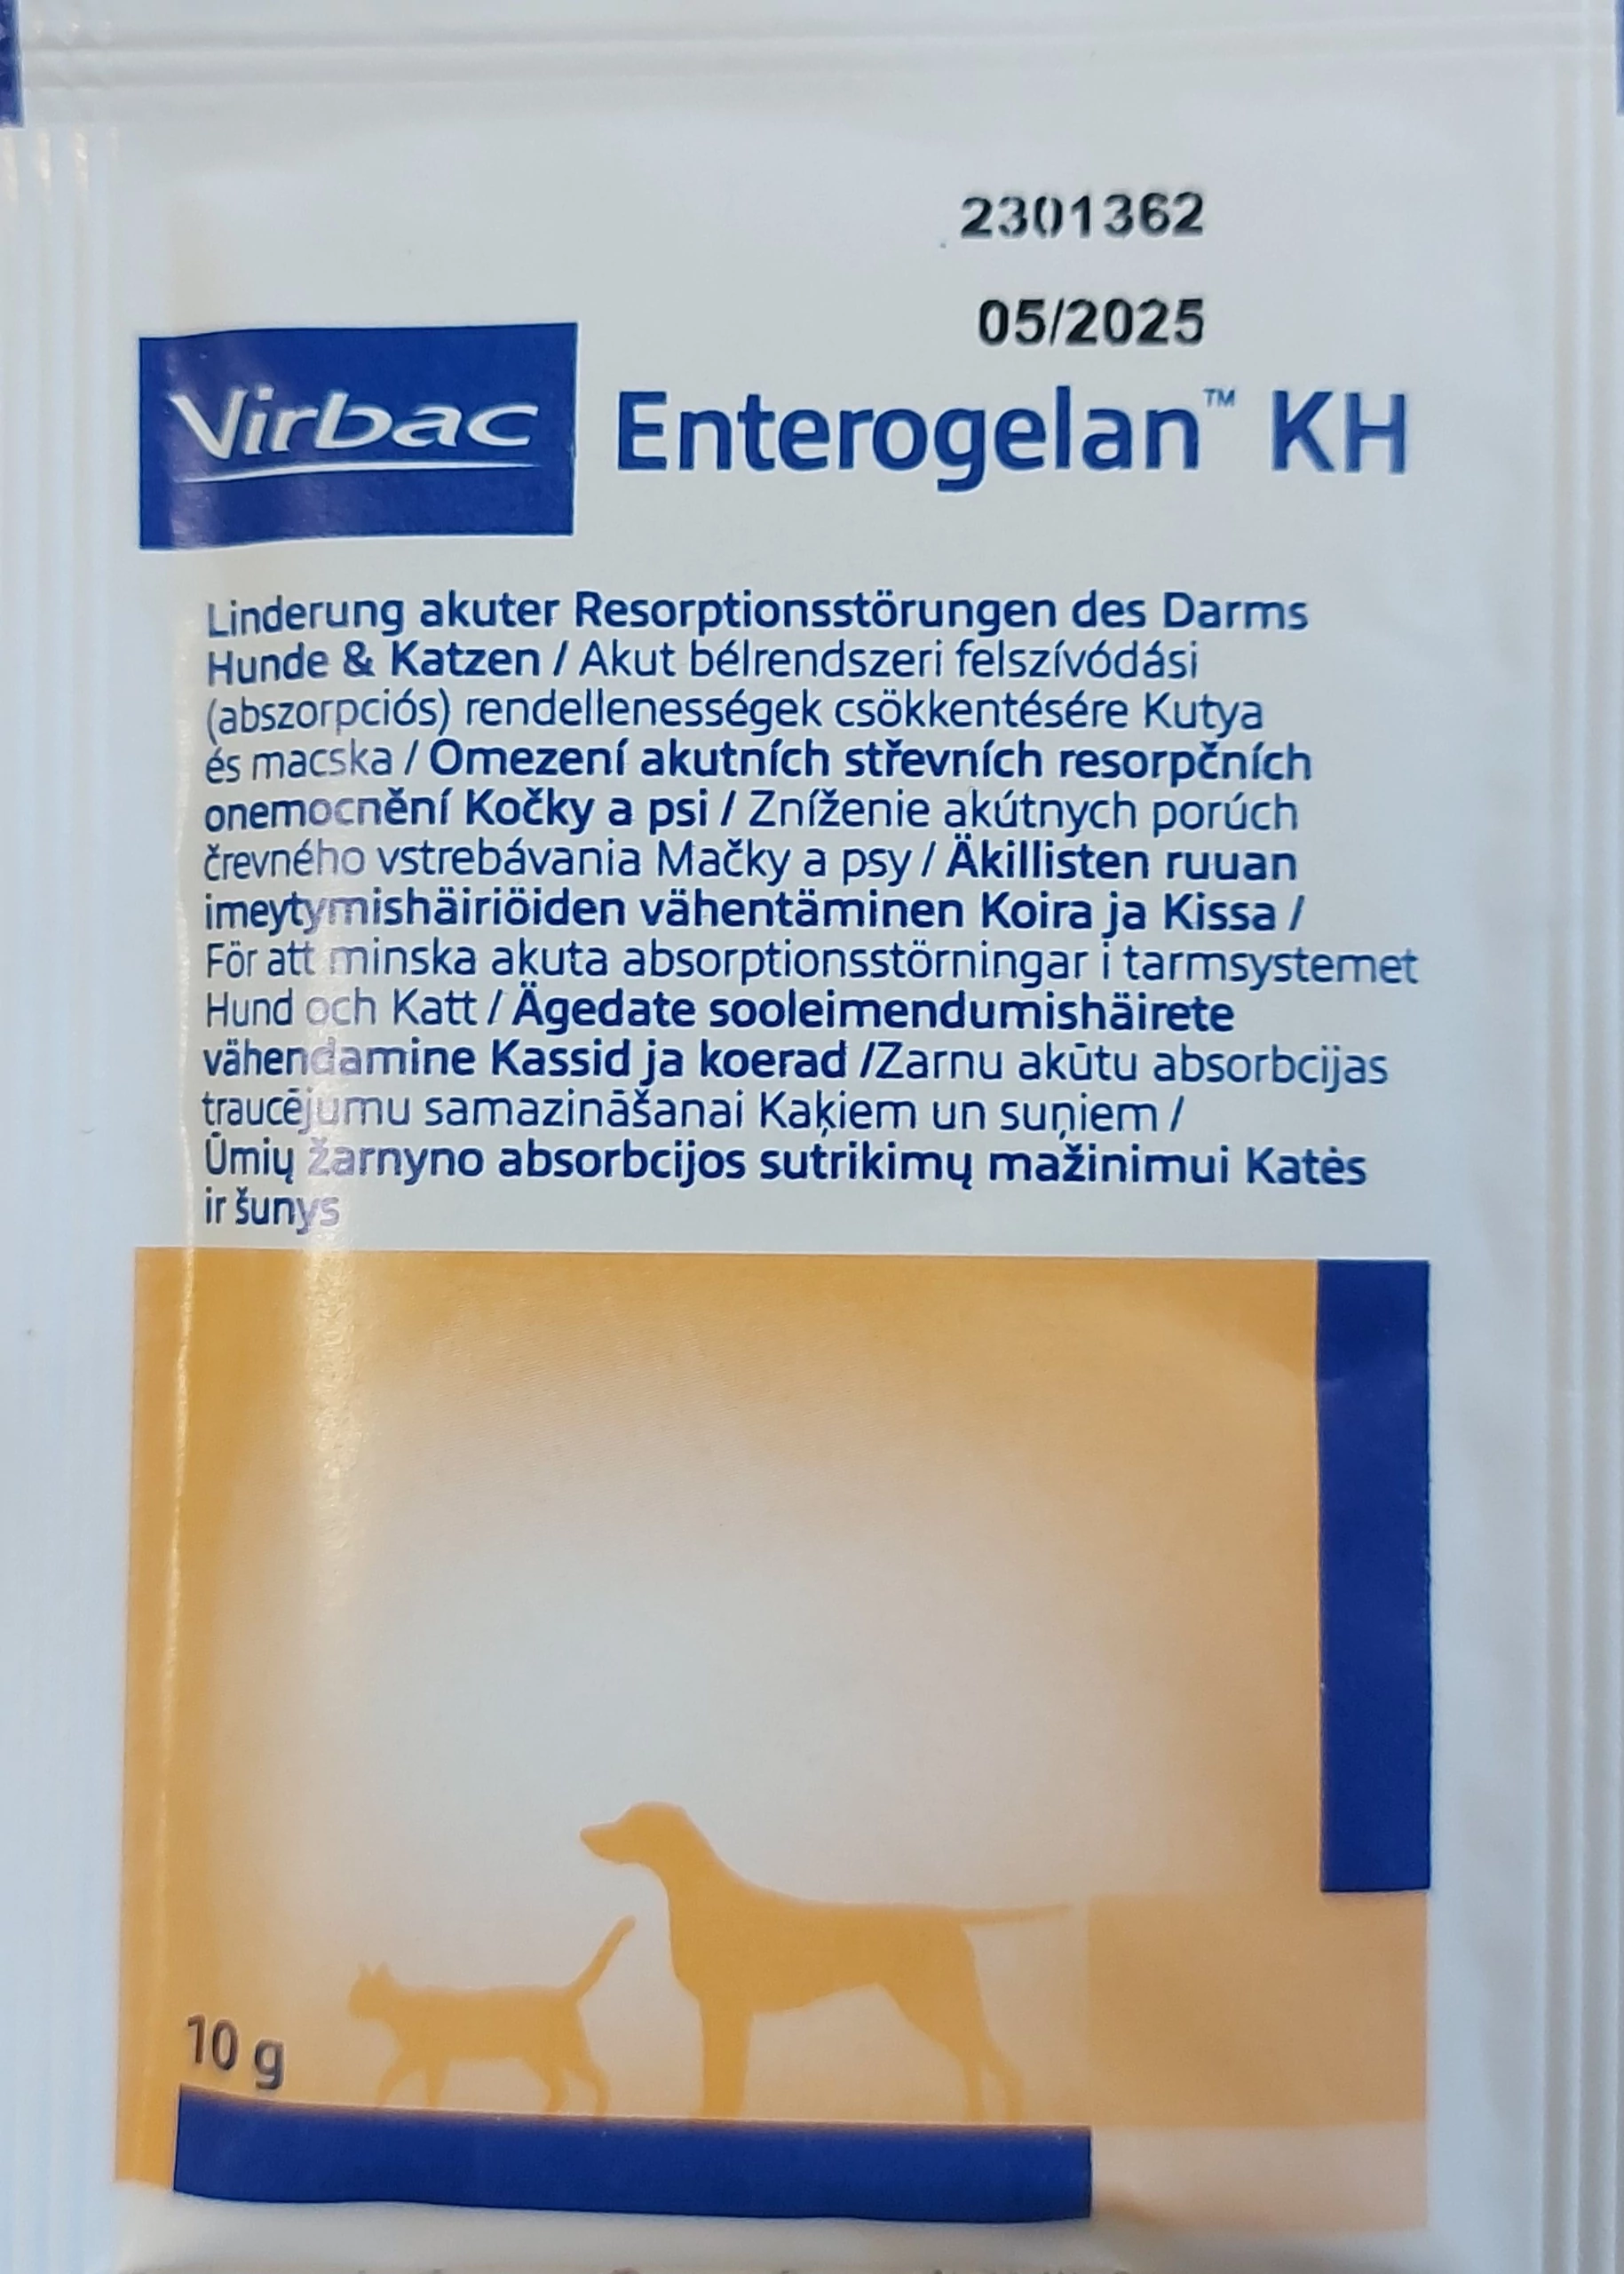 2301362
05/2025
Virbac
Enterogelan™ KH
Linderung akuter Resorptionsstörungen des Darms
Hunde & Katzen / Akut bélrendszeri felszívódási
(abszorpciós) rendellenességek csökkentésére Kutya
és macska / Omezení akutních střevních resorpčních
onemocnění Kočky a psi / Zníženie akútnych porúch
črevného vstrebávania Mačky a psy / Äkillisten ruuan
imeytymishäiriöiden vähentäminen Koira ja Kissa /
För att minska akuta absorptionsstörningar i tarmsystemet
Hund och Katt / Ägedate sooleimendumishäirete
vähendamine Kassid ja koerad /Zarnu akūtu absorbcijas
traucējumu samazināšanai Kaķiem un suņiem /
Ūmių žarnyno absorbcijos sutrikimų mažinimui Katės
ir šunys
10 g